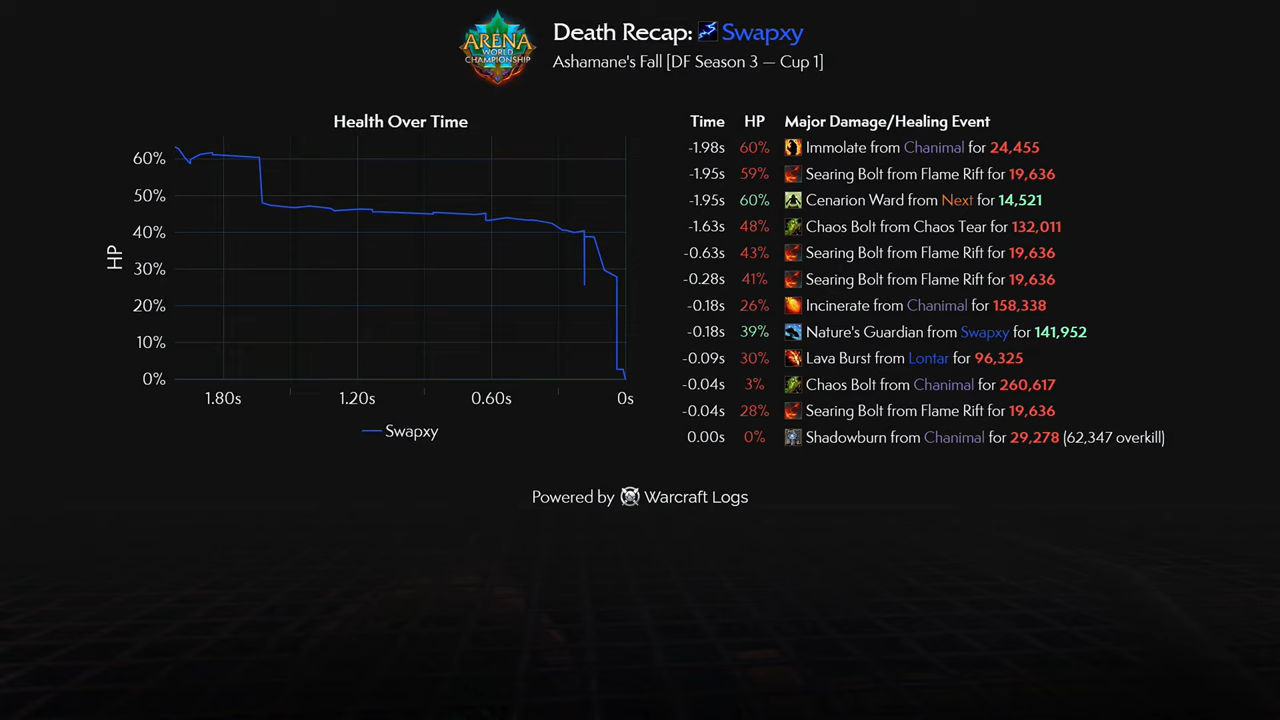 ARENA
WORLD
CHAMPIONSHIP
Death Recap: Swapxy
Ashamane's Fall [DF Season 3 — Cup 1]
Health Over Time
60%
50%
40%
30%
20%
10%
0%
HP
1.80s 1.20s 0.60s 0s
Swapxy
Time HP Major Damage/Healing Event
-1.98s 60% Immolate from Chanimal for 24,455
-1.95s 59% Searing Bolt from Flame Rift for 19,636
-1.95s 60% Cenarion Ward from Next for 14,521
-1.63s 48% Chaos Bolt from Chaos Tear for 132,011
-0.63s 43% Searing Bolt from Flame Rift for 19,636
-0.28s 41% Searing Bolt from Flame Rift for 19,636
-0.18s 26% Incinerate from Chanimal for 158,338
-0.18s 39% Nature's Guardian from Swapxy for 141,952
-0.09s 30% Lava Burst from Lontar for 96,325
-0.04s 3% Chaos Bolt from Chanimal for 260,617
-0.04s 28% Searing Bolt from Flame Rift for 19,636
0.00s 0% Shadowburn from Chanimal for 29,278 (62,347 overkill)
Powered by Warcraft Logs